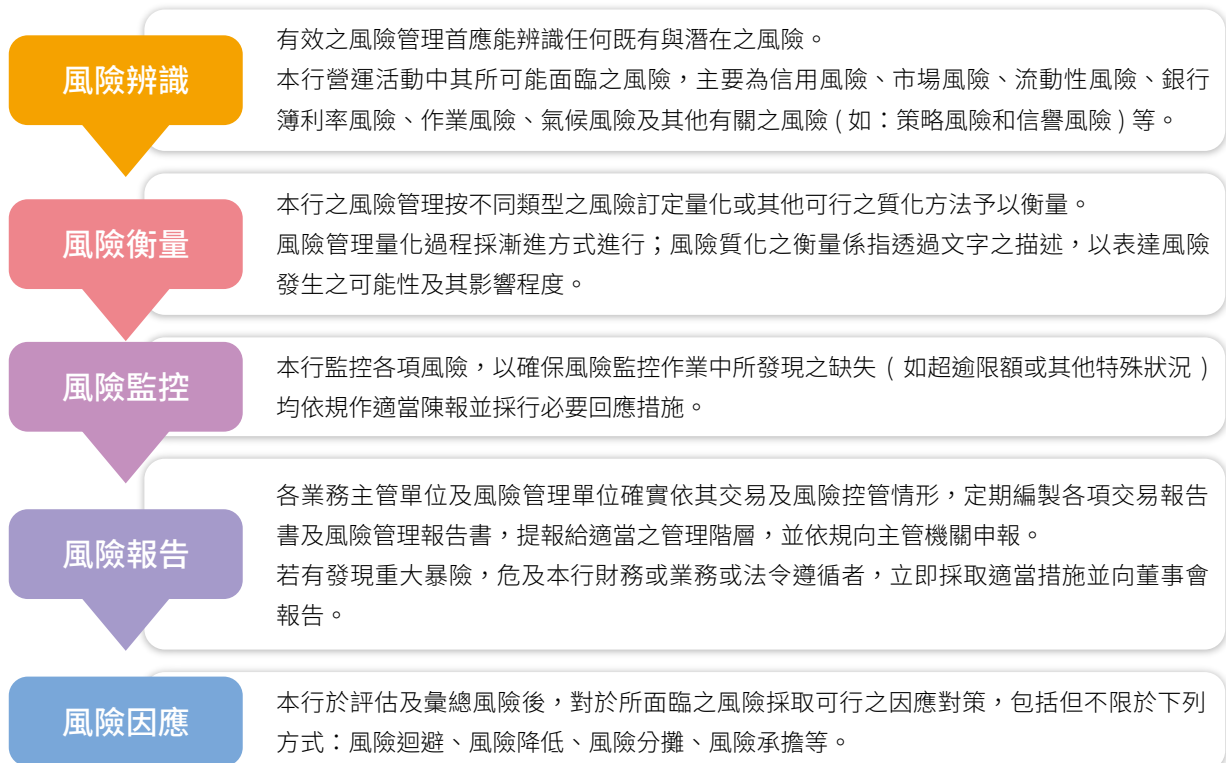 風險辨識
有效之風險管理首應能辨識任何既有與潛在之風險。
本行營運活動中其所可能面臨之風險，主要為信用風險、市場風險、流動性風險、銀行
簿利率風險、作業風險、氣候風險及其他有關之風險 ( 如：策略風險和信譽風險 ) 等。
風險衡量
本行之風險管理按不同類型之風險訂定量化或其他可行之質化方法予以衡量。
風險管理量化過程採漸進方式進行；風險質化之衡量係指透過文字之描述，以表達風險
發生之可能性及其影響程度。
風險監控
本行監控各項風險，以確保風險監控作業中所發現之缺失 ( 如超逾限額或其他特殊狀況 )
均依規作適當陳報並採行必要回應措施。
風險報告
各業務主管單位及風險管理單位確實依其交易及風險控管情形，定期編製各項交易報告
書及風險管理報告書，提報給適當之管理階層，並依規向主管機關申報。
若有發現重大暴險，危及本行財務或業務或法令遵循者，立即採取適當措施並向董事會
報告。
風險因應
本行於評估及彙總風險後，對於所面臨之風險採取可行之因應對策，包括但不限於下列
方式：風險迴避、風險降低、風險分攤、風險承擔等。